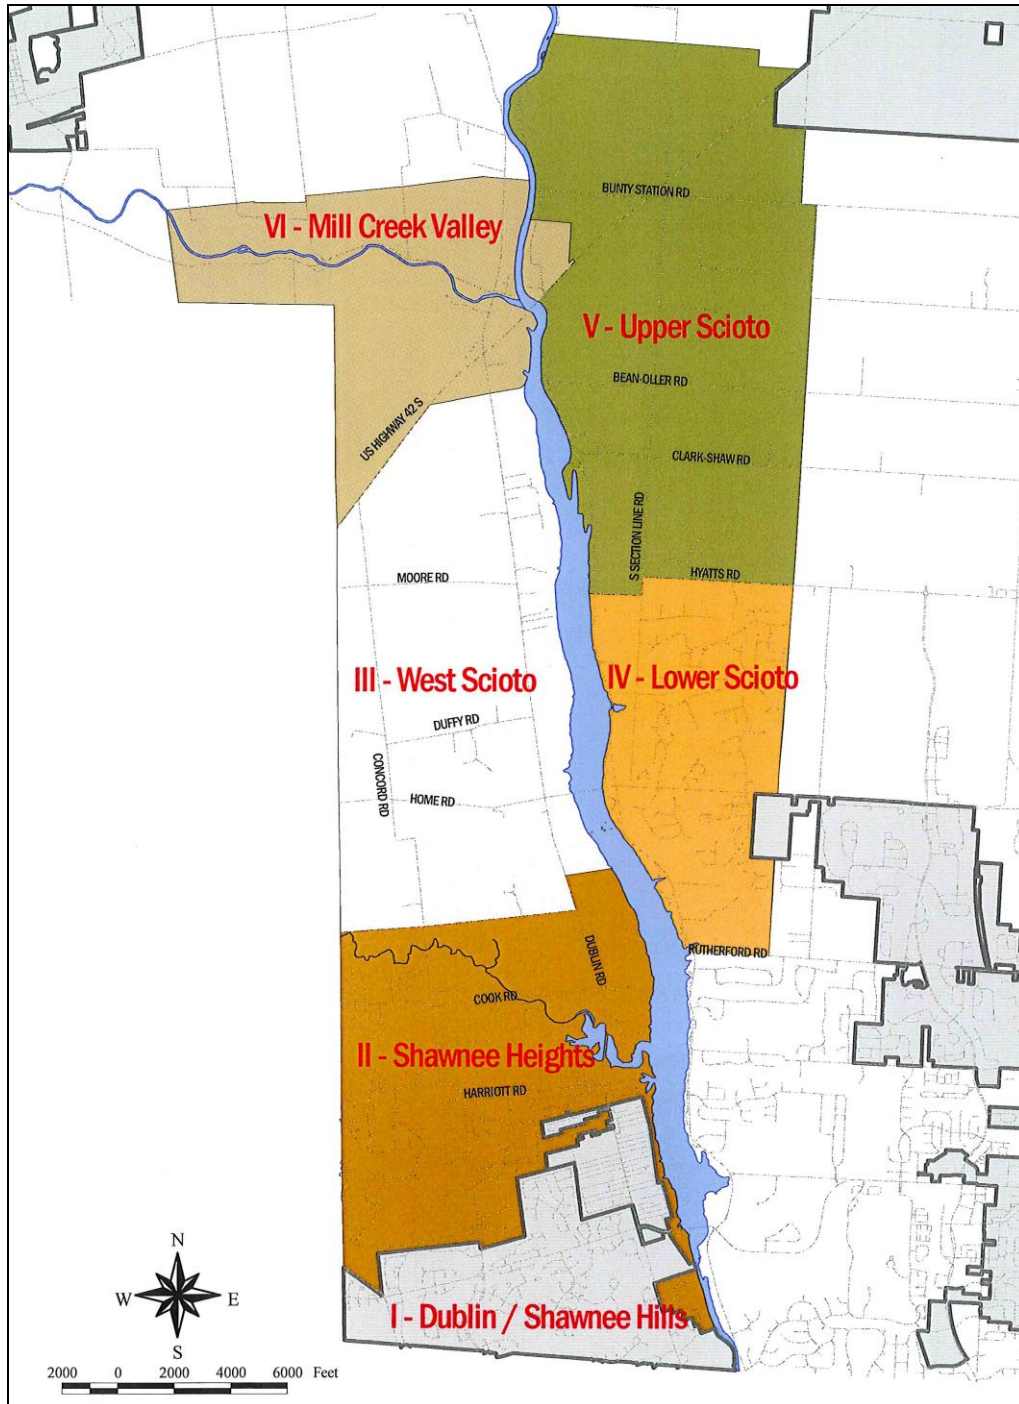 BUNTY STATION RD
VI - Mill Creek Valley
V - Upper Scioto
BEAN-OLLER RD
US HIGHWAY 42 S
CLARK-SHAW RD
S SECTION LINE RD
HYATTS RD
MOORE RD
III - West Scioto
IV - Lower Scioto
DUFFY RD
CONCORD RD
HOME RD
DUBLIN RD
RUTHERFORD RD
COOK RD
II - Shawnee Heights
HARRIOTT RD
N
W E
S
I - Dublin / Shawnee Hills
2000 0 2000 4000 6000 Feet